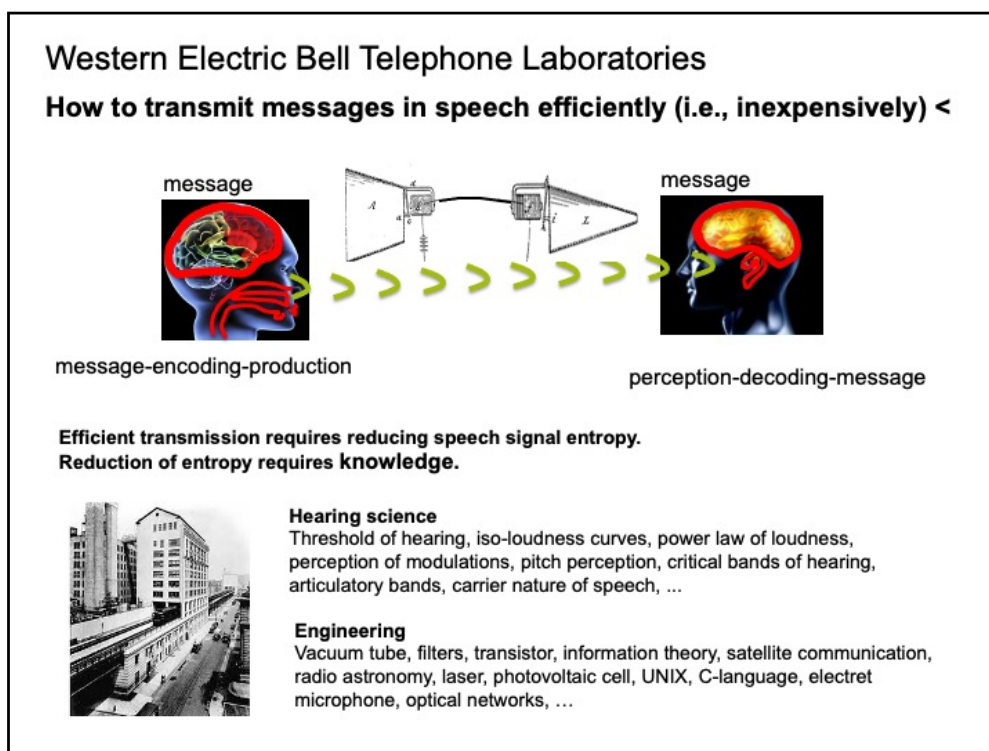 Western Electric Bell Telephone Laboratories
How to transmit messages in speech efficiently (i.e., inexpensively) <
message
message
A
L
message-encoding-production
perception-decoding-message
Efficient transmission requires reducing speech signal entropy.
Reduction of entropy requires knowledge.
Hearing science
Threshold of hearing, iso-loudness curves, power law of loudness,
perception of modulations, pitch perception, critical bands of hearing,
articulatory bands, carrier nature of speech, ...
Engineering
Vacuum tube, filters, transistor, information theory, satellite communication,
radio astronomy, laser, photovoltaic cell, UNIX, C-language, electret
microphone, optical networks, …